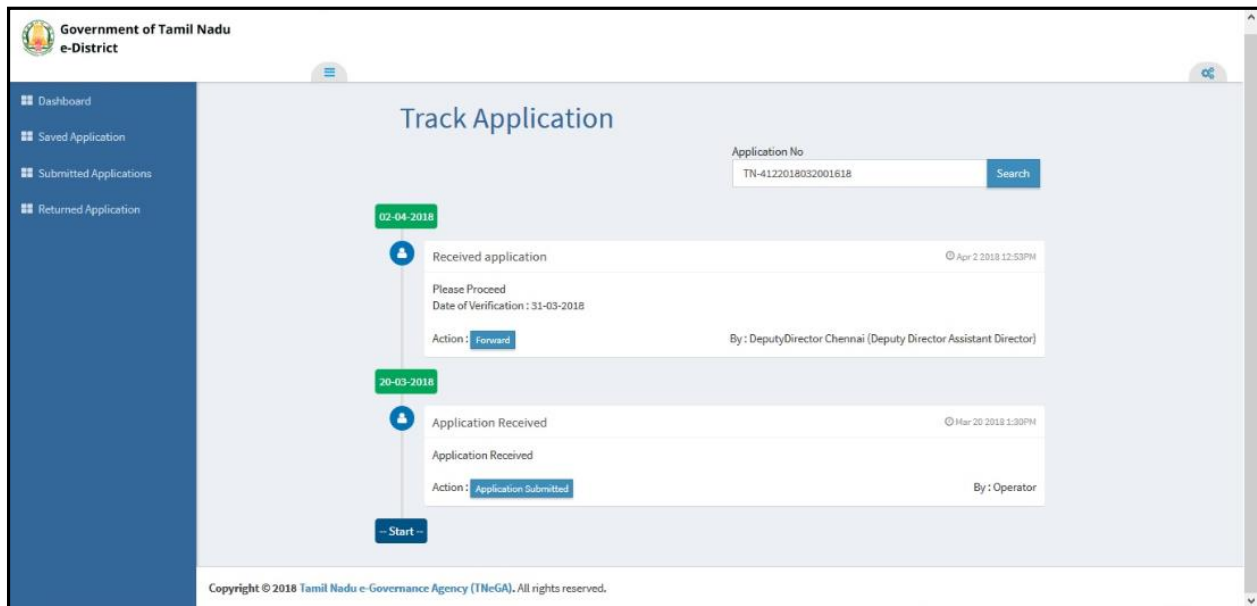 Government of Tamil Nadu
e-District
Dashboard
Saved Application
Submitted Applications
Returned Application
Track Application
Application No
TN-4122018032001618
Search
02-04-2018
Received application
Apr 2 2018 12:53PM
Please Proceed
Date of Verification : 31-03-2018
Action : Forward
By : DeputyDirector Chennai (Deputy Director Assistant Director)
20-03-2018
Application Received
Mar 20 2018 1:30PM
Application Received
Action : Application Submitted
By : Operator
-- Start --
Copyright © 2018 Tamil Nadu e-Governance Agency (TNeGA). All rights reserved.